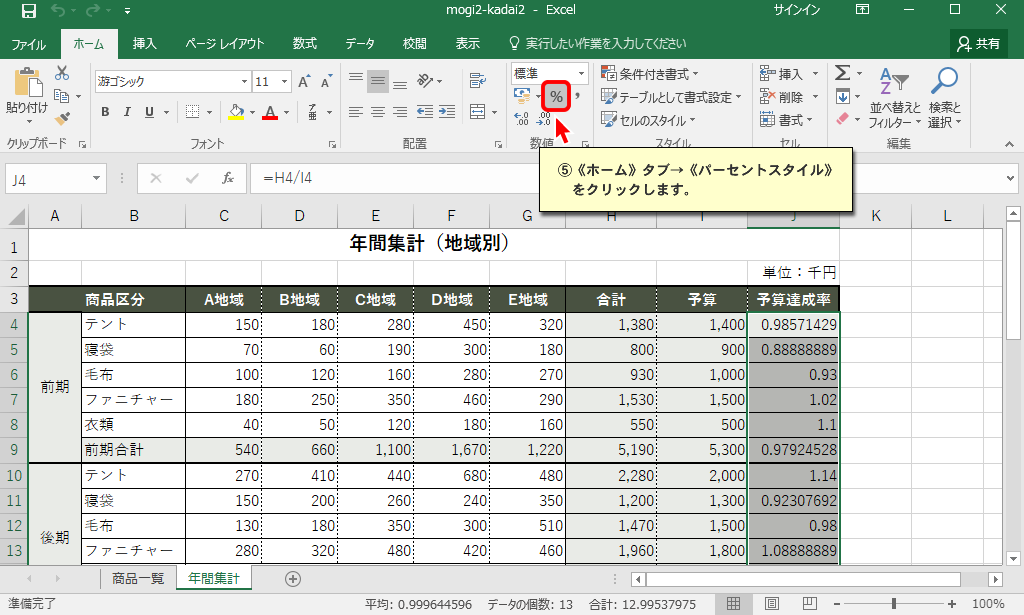 mogi2-kadai2 - Excel サインイン
ファイル ホーム 挿入 ページ レイアウト 数式 データ 校閲 表示 実行したい作業を入力してください 共有
游ゴシック 11 標準 条件付き書式 挿入 Σ
貼り付け % , テーブルとして書式設定 削除 並べ替えと 検索と
B I U セルのスタイル 書式 フィルター 選択
クリップボード フォント 配置 数値 スタイル セル 編集
⑤《ホーム》タブ→《パーセントスタイル》
をクリックします。
J4 fx =H4/I4
A B C D E F G H I J K L
1 年間集計（地域別）
2 単位：千円
3 商品区分 A地域 B地域 C地域 D地域 E地域 合計 予算 予算達成率
4 テント 150 180 280 450 320 1,380 1,400 0.98571429
5 寝袋 70 60 190 300 180 800 900 0.88888889
6 前期 毛布 100 120 160 280 270 930 1,000 0.93
7 ファニチャー 180 250 350 460 290 1,530 1,500 1.02
8 衣類 40 50 120 180 160 550 500 1.1
9 前期合計 540 660 1,100 1,670 1,220 5,190 5,300 0.97924528
10 テント 270 410 440 680 480 2,280 2,000 1.14
11 寝袋 150 200 260 240 350 1,200 1,300 0.92307692
12 後期 毛布 130 180 350 300 510 1,470 1,500 0.98
13 ファニチャー 280 320 480 420 460 1,960 1,800 1.08888889
商品一覧 年間集計
準備完了 平均: 0.999644596 データの個数: 13 合計: 12.99537975 100%